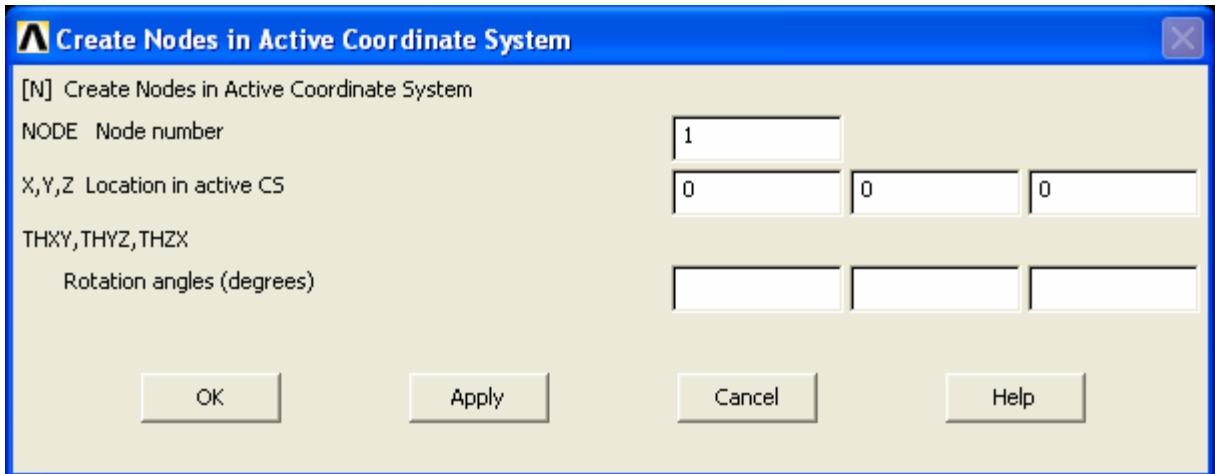 Create Nodes in Active Coordinate System
[N] Create Nodes in Active Coordinate System
NODE Node number 1
X,Y,Z Location in active CS 0 0 0
THXY,THYZ,THZX
Rotation angles (degrees)
OK Apply Cancel Help